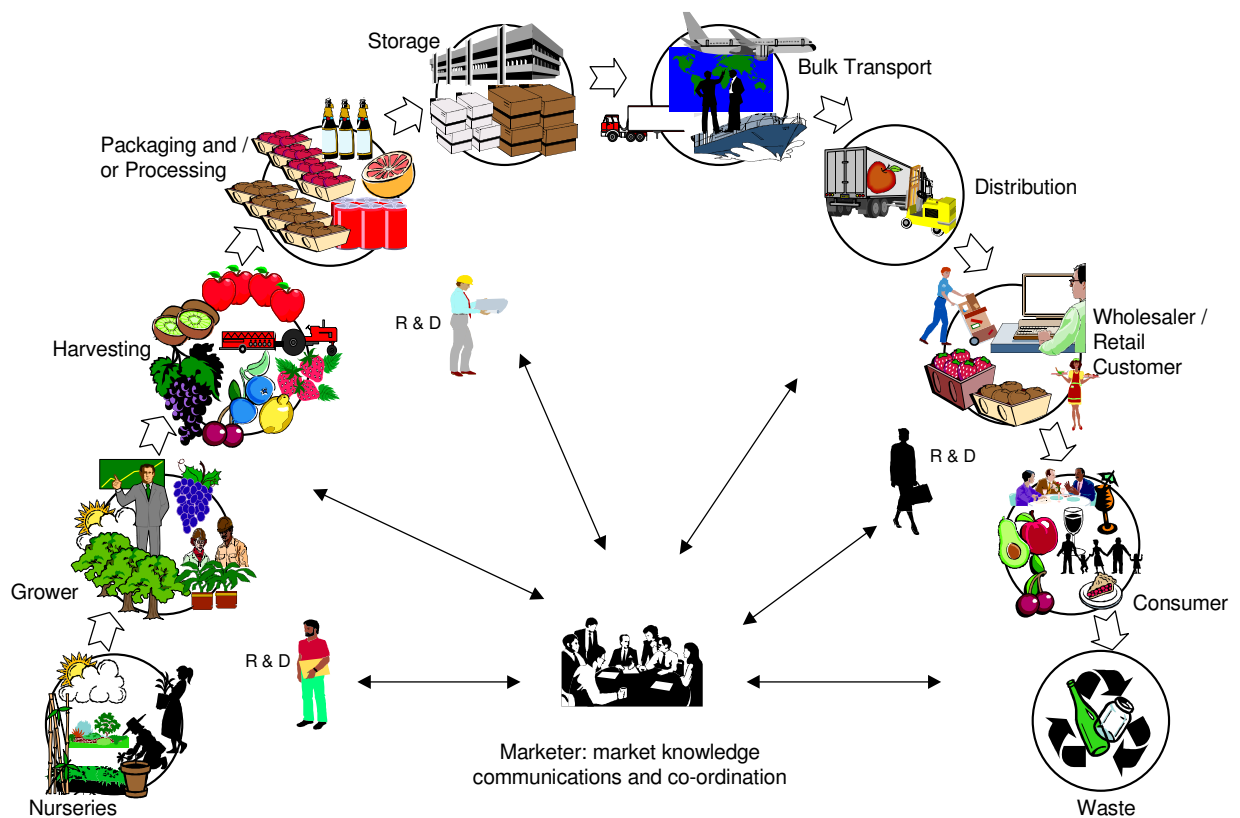 Storage
Bulk Transport
Packaging and /
or Processing
Distribution
R & D
Harvesting
Wholesaler /
Retail
Customer
R & D
Grower
Consumer
R & D
Marketer: market knowledge
communications and co-ordination
Nurseries
Waste